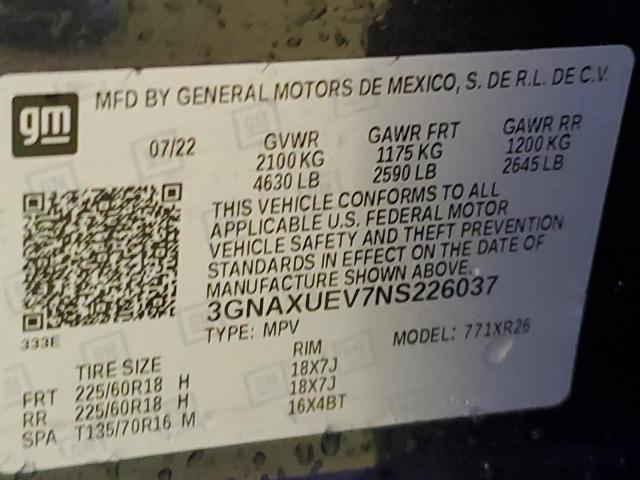 gm
MFD BY GENERAL MOTORS DE MEXICO, S. DE R.L. DE C.V.
07/22
GVWR GAWR FRT GAWR RR
2100 KG 1175 KG 1200 KG
4630 LB 2590 LB 2645 LB
THIS VEHICLE CONFORMS TO ALL
APPLICABLE U.S. FEDERAL MOTOR
VEHICLE SAFETY AND THEFT PREVENTION
STANDARDS IN EFFECT ON THE DATE OF
MANUFACTURE SHOWN ABOVE.
3GNAXUEV7NS226037
333E
TYPE: MPV MODEL: 771XR26
TIRE SIZE RIM
FRT 225/60R18 H 18X7J
RR 225/60R18 H 18X7J
SPA T135/70R16 M 16X4BT